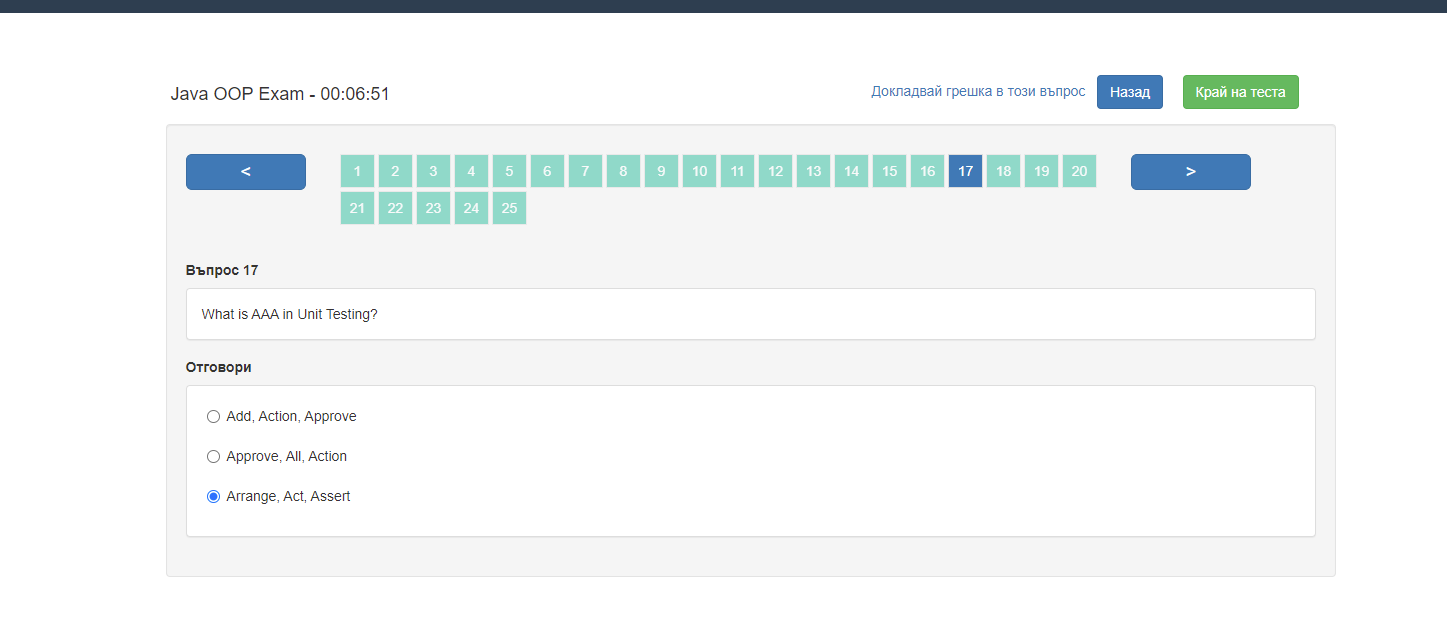 Java OOP Exam - 00:06:51
Докладвай грешка в този въпрос
Назад
Край на теста
<
1 2 3 4 5 6 7 8 9 10 11 12 13 14 15 16 17 18 19 20
>
21 22 23 24 25
Въпрос 17
What is AAA in Unit Testing?
Отговори
Add, Action, Approve
Approve, All, Action
Arrange, Act, Assert